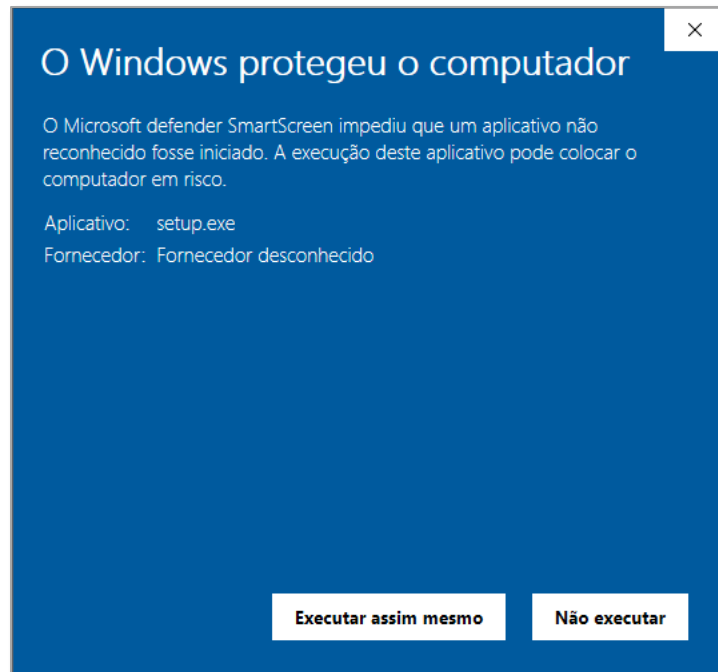 O Windows protegeu o computador
O Microsoft defender SmartScreen impediu que um aplicativo não
reconhecido fosse iniciado. A execução deste aplicativo pode colocar o
computador em risco.
Aplicativo: setup.exe
Fornecedor: Fornecedor desconhecido
Executar assim mesmo Não executar